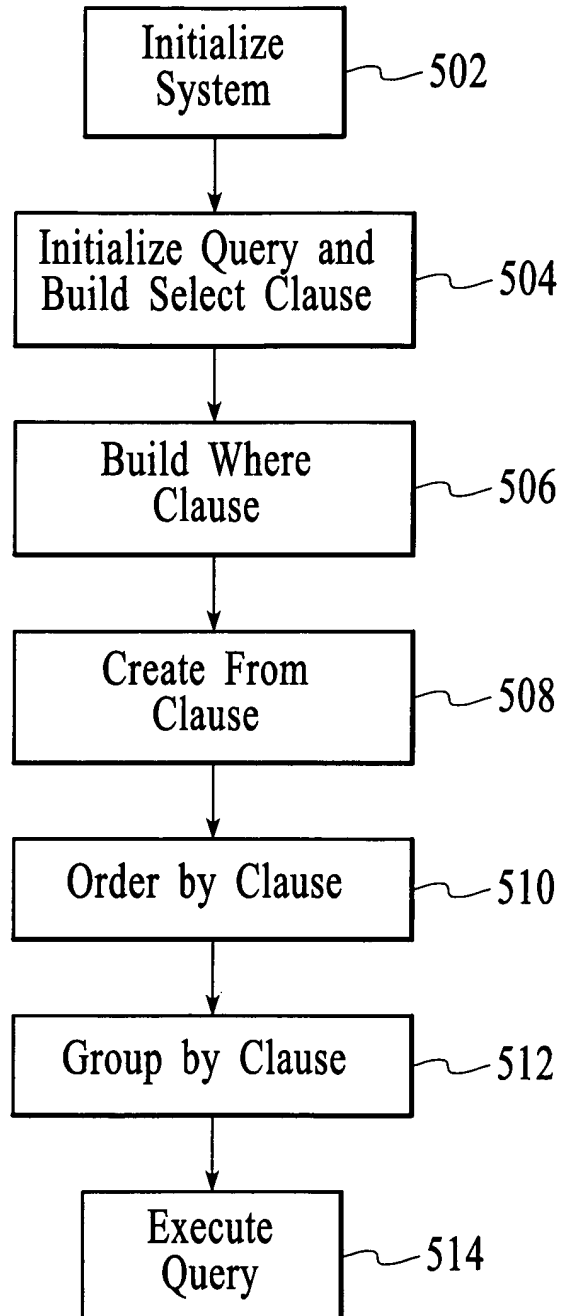 Initialize
System
502
Initialize Query and
Build Select Clause
504
Build Where
Clause
506
Create From
Clause
508
Order by Clause
510
Group by Clause
512
Execute
Query
514